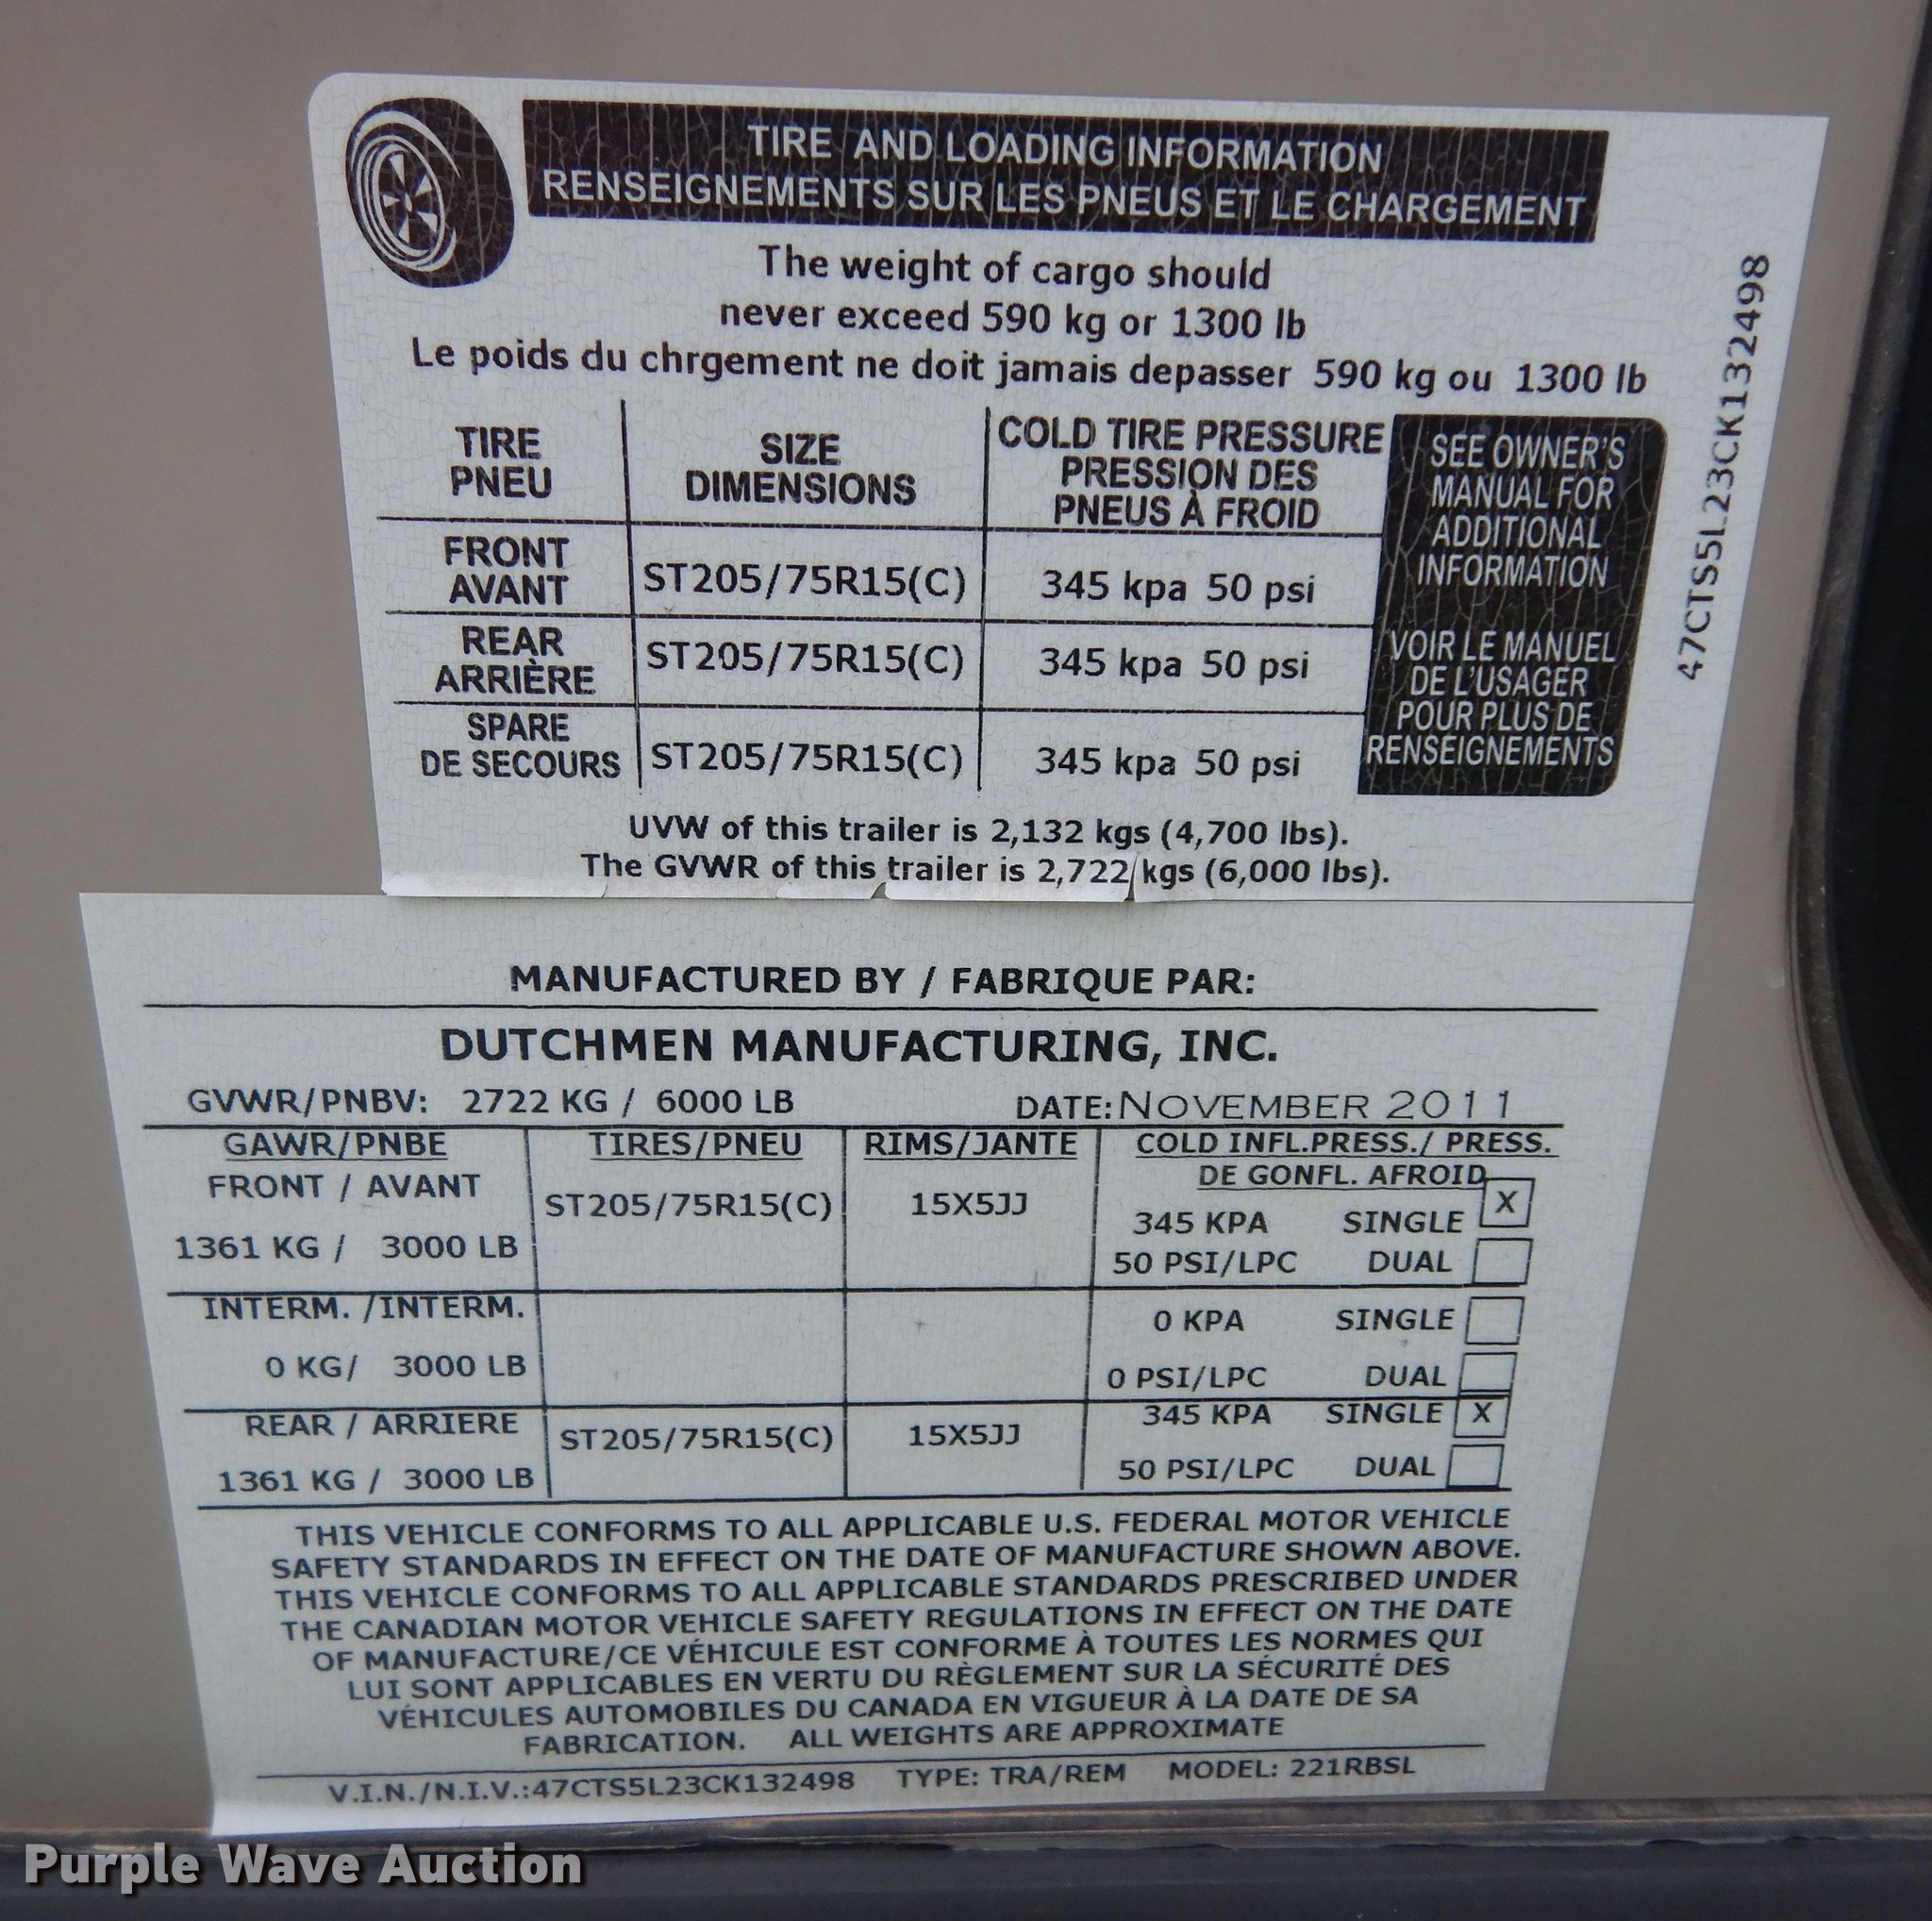 TIRE AND LOADING INFORMATION
RENSEIGNEMENTS SUR LES PNEUS ET LE CHARGEMENT
The weight of cargo should
never exceed 590 kg or 1300 lb
Le poids du chrgement ne doit jamais depasser 590 kg ou 1300 lb
TIRE
PNEU
SIZE
DIMENSIONS
COLD TIRE PRESSURE
PRESSION DES
PNEUS À FROID
FRONT
AVANT
ST205/75R15(C)
345 kpa 50 psi
REAR
ARRIÈRE
ST205/75R15(C)
345 kpa 50 psi
SPARE
DE SECOURS
ST205/75R15(C)
345 kpa 50 psi
SEE OWNER'S
MANUAL FOR
ADDITIONAL
INFORMATION
VOIR LE MANUEL
DE L'USAGER
POUR PLUS DE
RENSEIGNEMENTS
47CTS5L23CK132498
UVW of this trailer is 2,132 kgs (4,700 lbs).
The GVWR of this trailer is 2,722 kgs (6,000 lbs).
MANUFACTURED BY / FABRIQUE PAR:
DUTCHMEN MANUFACTURING, INC.
GVWR/PNBV: 2722 KG / 6000 LB DATE: NOVEMBER 2011
GAWR/PNBE
TIRES/PNEU
RIMS/JANTE
COLD INFL.PRESS./ PRESS.
DE GONFL. AFROID
FRONT / AVANT
1361 KG / 3000 LB
ST205/75R15(C)
15X5JJ
345 KPA SINGLE X
50 PSI/LPC DUAL
INTERM. /INTERM.
0 KG/ 3000 LB
0 KPA SINGLE
0 PSI/LPC DUAL
REAR / ARRIERE
1361 KG / 3000 LB
ST205/75R15(C)
15X5JJ
345 KPA SINGLE X
50 PSI/LPC DUAL
THIS VEHICLE CONFORMS TO ALL APPLICABLE U.S. FEDERAL MOTOR VEHICLE
SAFETY STANDARDS IN EFFECT ON THE DATE OF MANUFACTURE SHOWN ABOVE.
THIS VEHICLE CONFORMS TO ALL APPLICABLE STANDARDS PRESCRIBED UNDER
THE CANADIAN MOTOR VEHICLE SAFETY REGULATIONS IN EFFECT ON THE DATE
OF MANUFACTURE/CE VÉHICULE EST CONFORME À TOUTES LES NORMES QUI
LUI SONT APPLICABLES EN VERTU DU RÈGLEMENT SUR LA SÉCURITÉ DES
VÉHICULES AUTOMOBILES DU CANADA EN VIGUEUR À LA DATE DE SA
FABRICATION. ALL WEIGHTS ARE APPROXIMATE
V.I.N./N.I.V.:47CTS5L23CK132498 TYPE: TRA/REM MODEL: 221RBSL
Purple Wave Auction